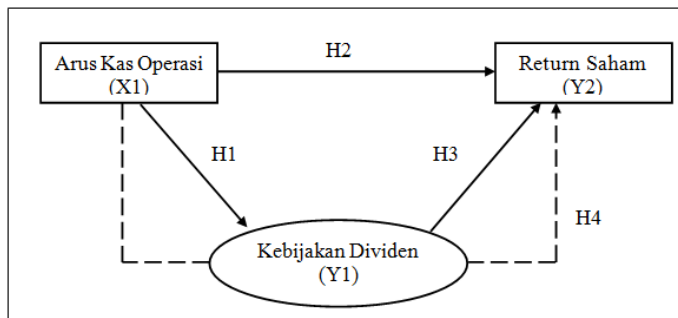 Arus Kas Operasi
(X1)
H2
Return Saham
(Y2)
H1
H3
H4
Kebijakan Dividen
(Y1)